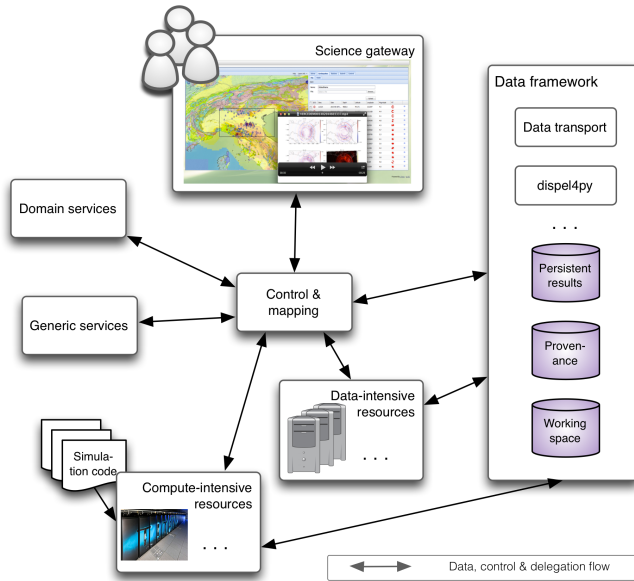 Science gateway
Data framework
Data transport
dispel4py
. . .
Persistent
results
Proven-
ance
Working
space
Domain services
Generic services
Control &
mapping
Data-intensive
resources
. . .
Simula-
tion code
Compute-intensive
resources
. . .
Data, control & delegation flow